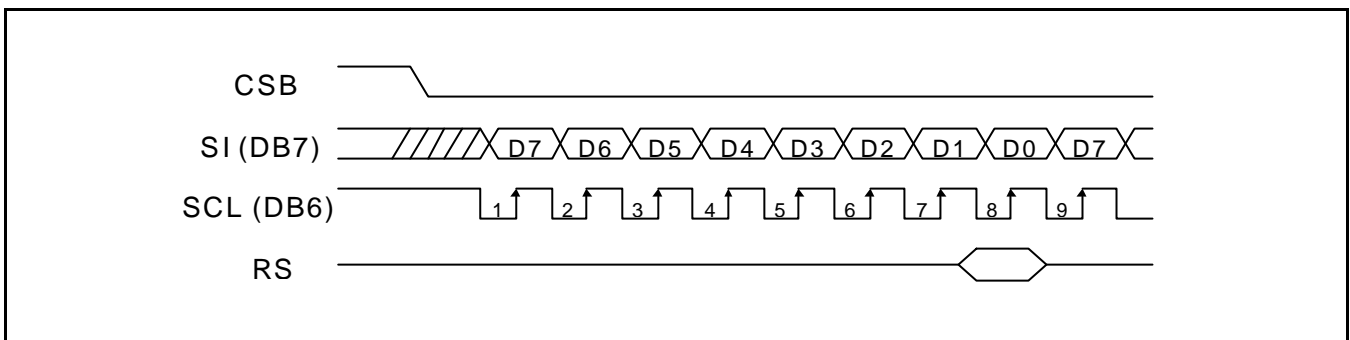 CSB
SI (DB7) D7 D6 D5 D4 D3 D2 D1 D0 D7
SCL (DB6) 1 2 3 4 5 6 7 8 9
RS